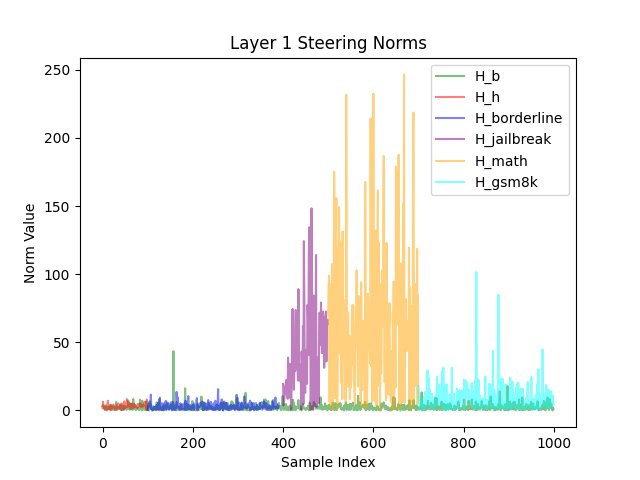 Layer 1 Steering Norms
250
200
150
100
50
0
Norm Value
0 200 400 600 800 1000
Sample Index
H_b
H_h
H_borderline
H_jailbreak
H_math
H_gsm8k